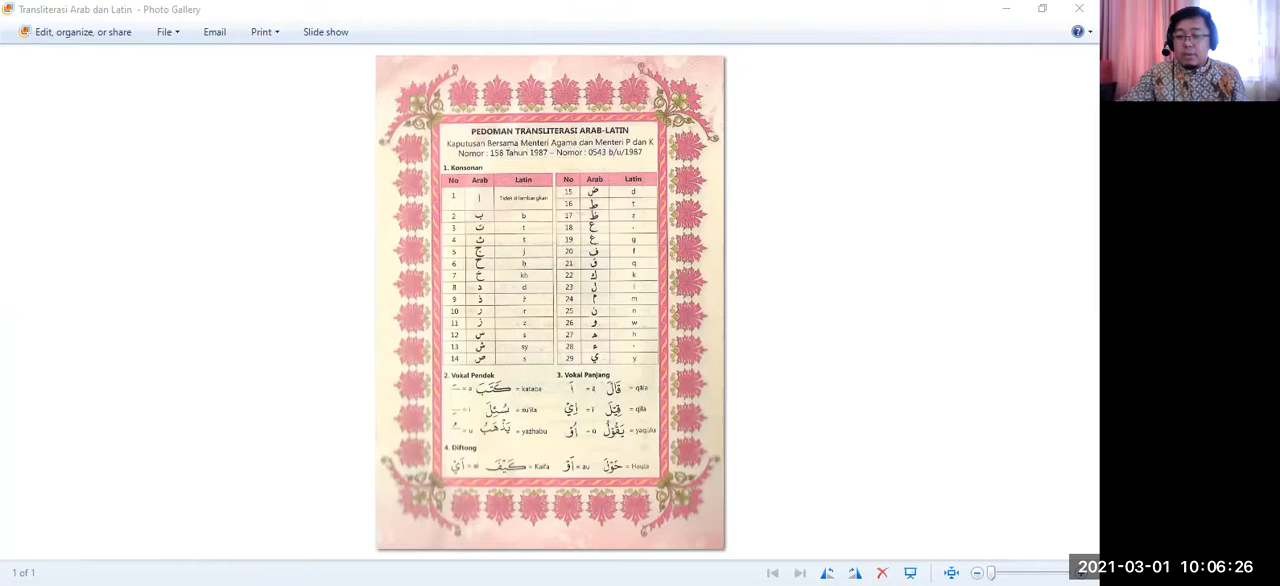 Transliterasi Arab dan Latin - Photo Gallery
Edit, organize, or share File Email Print Slide show
PEDOMAN TRANSLITERASI ARAB-LATIN
Kaputusan Bersama Menteri Agama dan Menteri P dan K
Nomor : 158 Tahun 1987 – Nomor : 0543 b/u/1987
1. Konsonan
No Arab Latin No Arab Latin
1 ا Tidak dilambangkan 15 ض d
16 ط t
2 ب b 17 ظ z
3 ت t 18 ع
4 ث s 19 غ g
5 ج j 20 ف f
6 ح h 21 ق q
7 خ kh 22 ك k
8 د d 23 ل l
9 ذ ż 24 م m
10 ر r 25 ن n
11 ز z 26 و w
12 س s 27 ه h
13 ش sy 28 ء
14 ص s 29 ي y
2. Vokal Pendek 3. Vokal Panjang
= a كَتَبَ = kataba = ā قَالَ = qāla
= i سُئِلَ = su'ila اِيْ = ī قِيْلَ = qīla
= u يَذْهَبُ = yażhabu اُوْ = ū يَقُوْلُ = yaqūlu
4. Diftong
اَيْ = ai كَيْفَ = Kaifa اَوْ = au حَوْلَ = Haula
1 of 1
2021-03-01 10:06:26